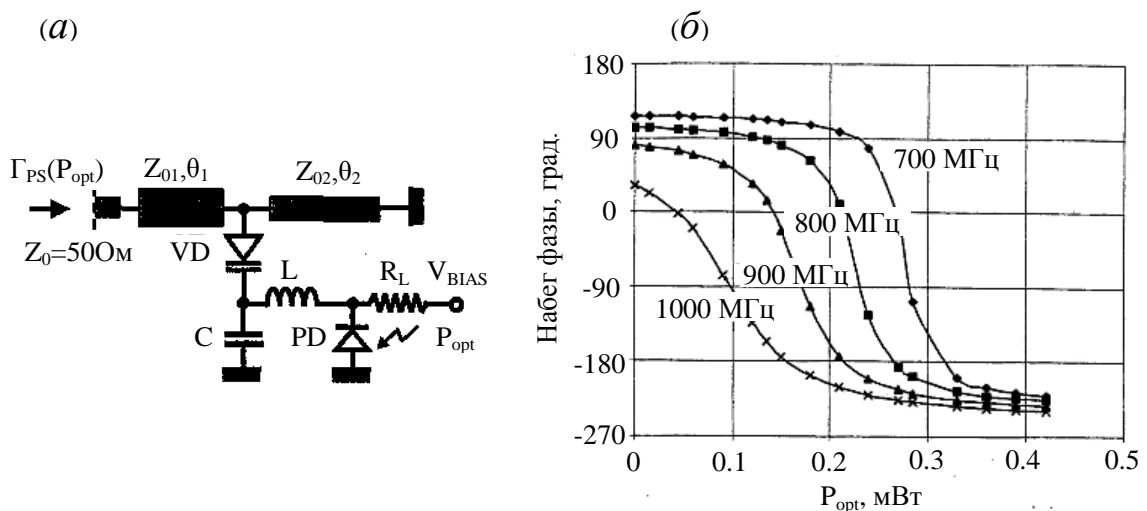 (а)
Γ_PS(P_opt)
Z_01,θ_1
Z_02,θ_2
Z_0=50Ом
VD
L
R_L
V_BIAS
C
PD
P_opt
(б)
Набег фазы, град.
180
90
0
-90
-180
-270
700 МГц
800 МГц
900 МГц
1000 МГц
0
0.1
0.2
0.3
0.4
0.5
P_opt, мВт